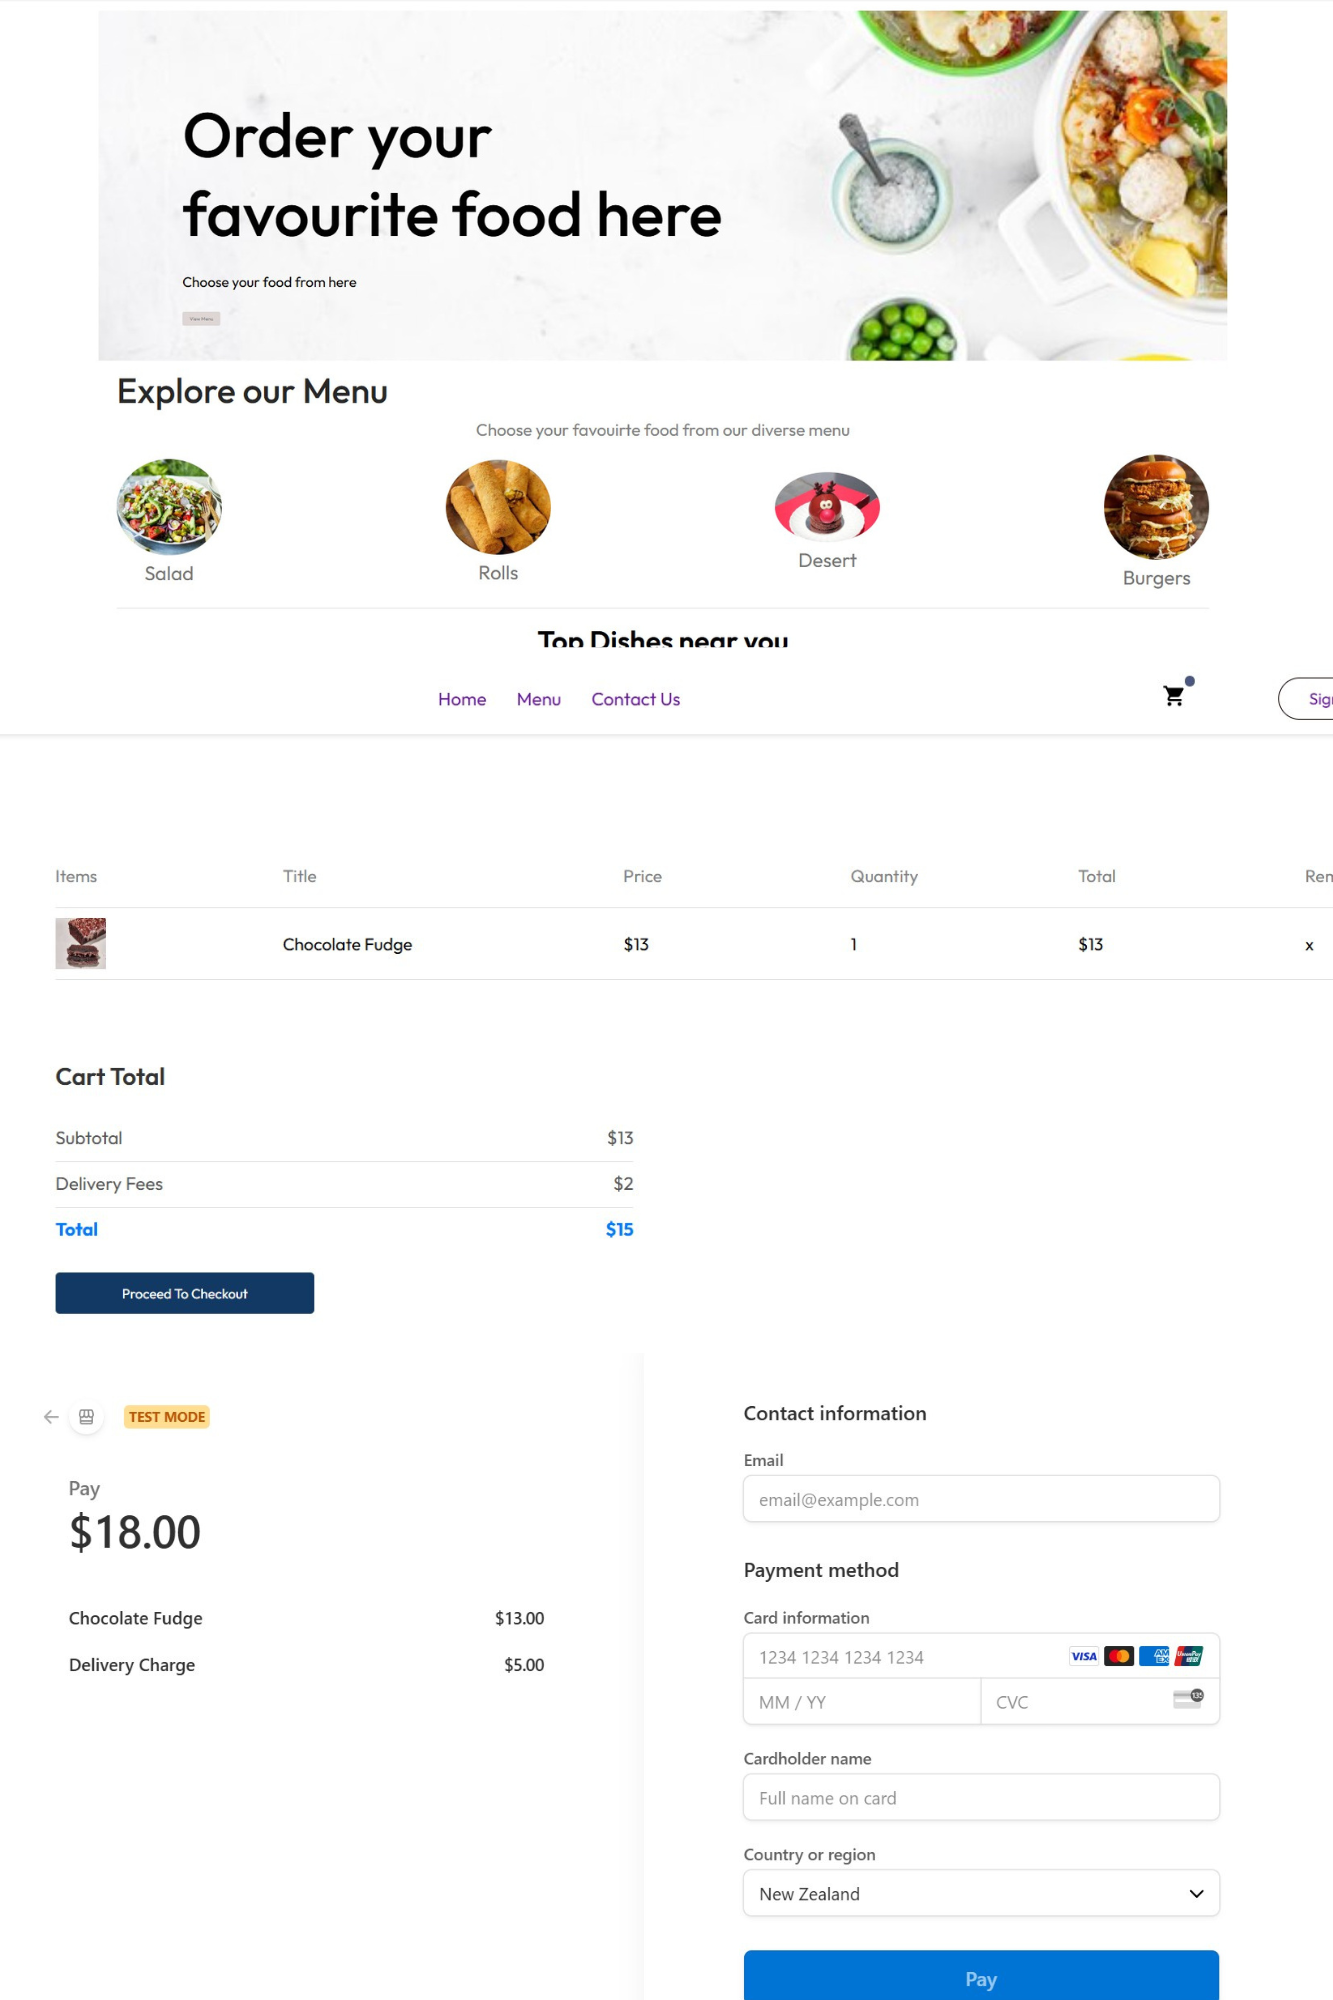 Order your
favourite food here
Choose your food from here
View Menu
Explore our Menu
Choose your favouirte food from our diverse menu
Salad
Rolls
Desert
Burgers
Top Dishes near you
Home Menu Contact Us
Items Title Price Quantity Total
Chocolate Fudge $13 1 $13 x
Cart Total
Subtotal $13
Delivery Fees $2
Total $15
Proceed To Checkout
TEST MODE
Pay
$18.00
Chocolate Fudge $13.00
Delivery Charge $5.00
Contact information
Email
email@example.com
Payment method
Card information
1234 1234 1234 1234 VISA
MM / YY CVC
Cardholder name
Full name on card
Country or region
New Zealand
Pay